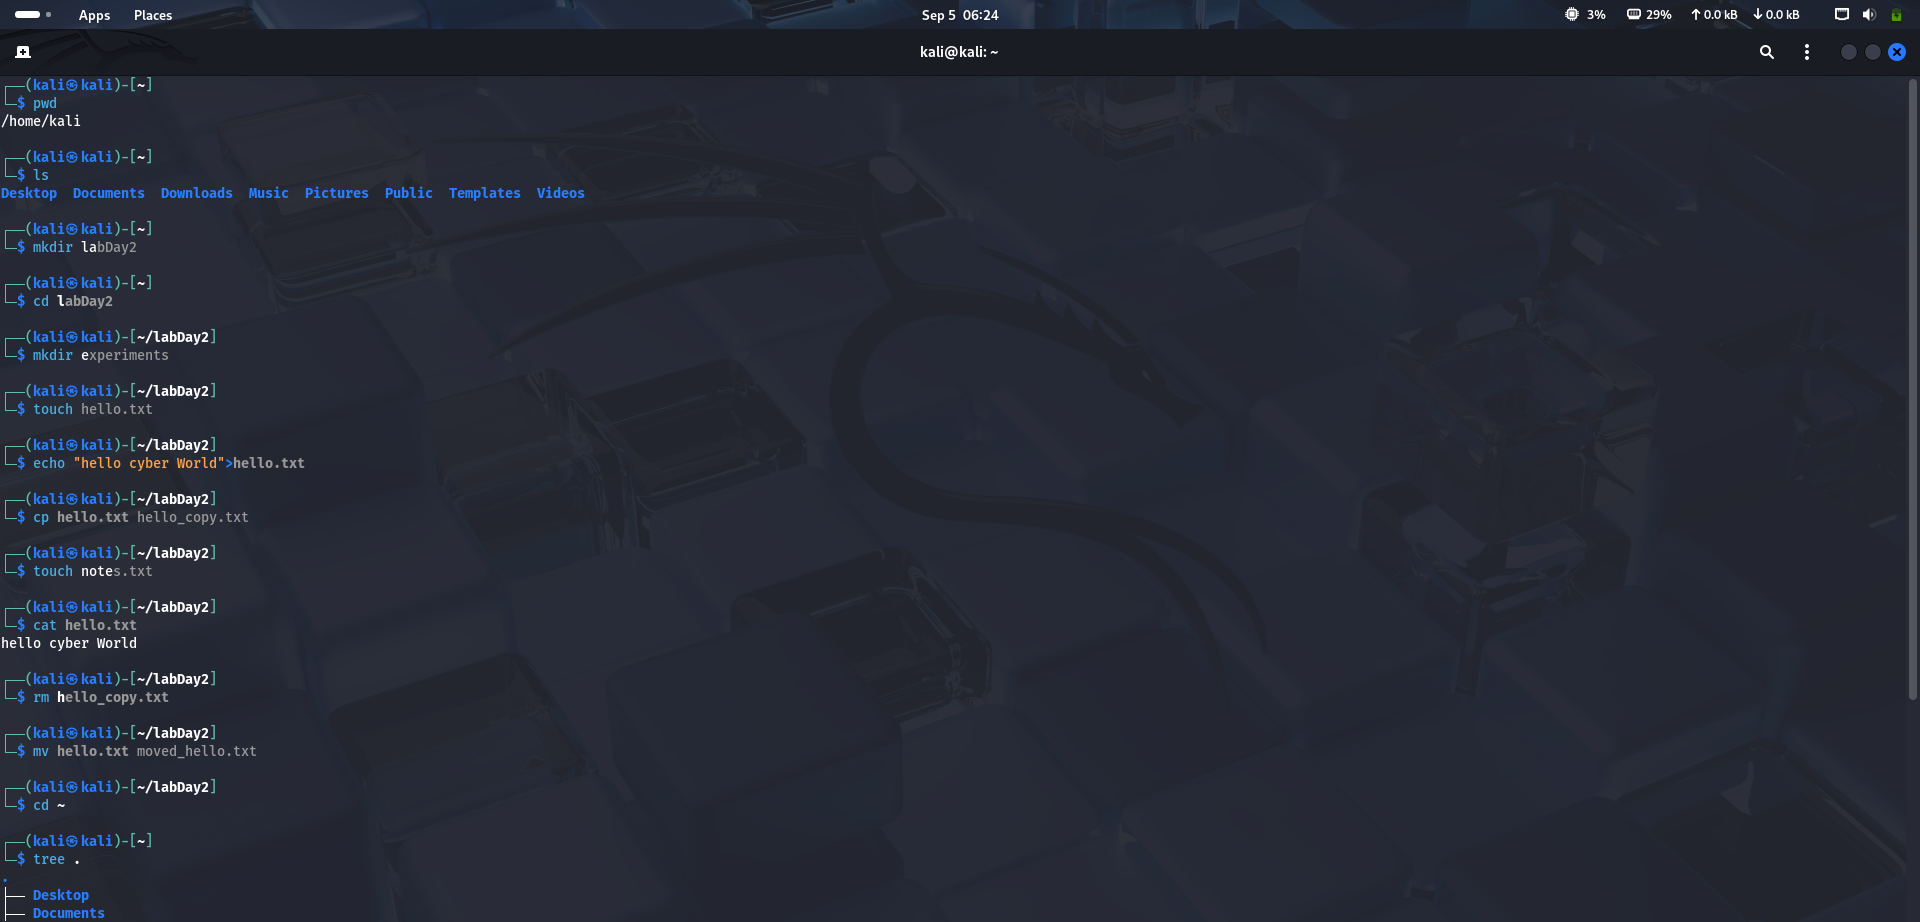 Apps Places Sep 5 06:24 3% 29% 0.0 kB 0.0 kB
kali@kali: ~
┌──(kali㉿kali)-[~]
└─$ pwd
/home/kali
┌──(kali㉿kali)-[~]
└─$ ls
Desktop Documents Downloads Music Pictures Public Templates Videos
┌──(kali㉿kali)-[~]
└─$ mkdir labDay2
┌──(kali㉿kali)-[~]
└─$ cd labDay2
┌──(kali㉿kali)-[~/labDay2]
└─$ mkdir experiments
┌──(kali㉿kali)-[~/labDay2]
└─$ touch hello.txt
┌──(kali㉿kali)-[~/labDay2]
└─$ echo "hello cyber World">hello.txt
┌──(kali㉿kali)-[~/labDay2]
└─$ cp hello.txt hello_copy.txt
┌──(kali㉿kali)-[~/labDay2]
└─$ touch notes.txt
┌──(kali㉿kali)-[~/labDay2]
└─$ cat hello.txt
hello cyber World
┌──(kali㉿kali)-[~/labDay2]
└─$ rm hello_copy.txt
┌──(kali㉿kali)-[~/labDay2]
└─$ mv hello.txt moved_hello.txt
┌──(kali㉿kali)-[~/labDay2]
└─$ cd ~
┌──(kali㉿kali)-[~]
└─$ tree .
.
├── Desktop
├── Documents